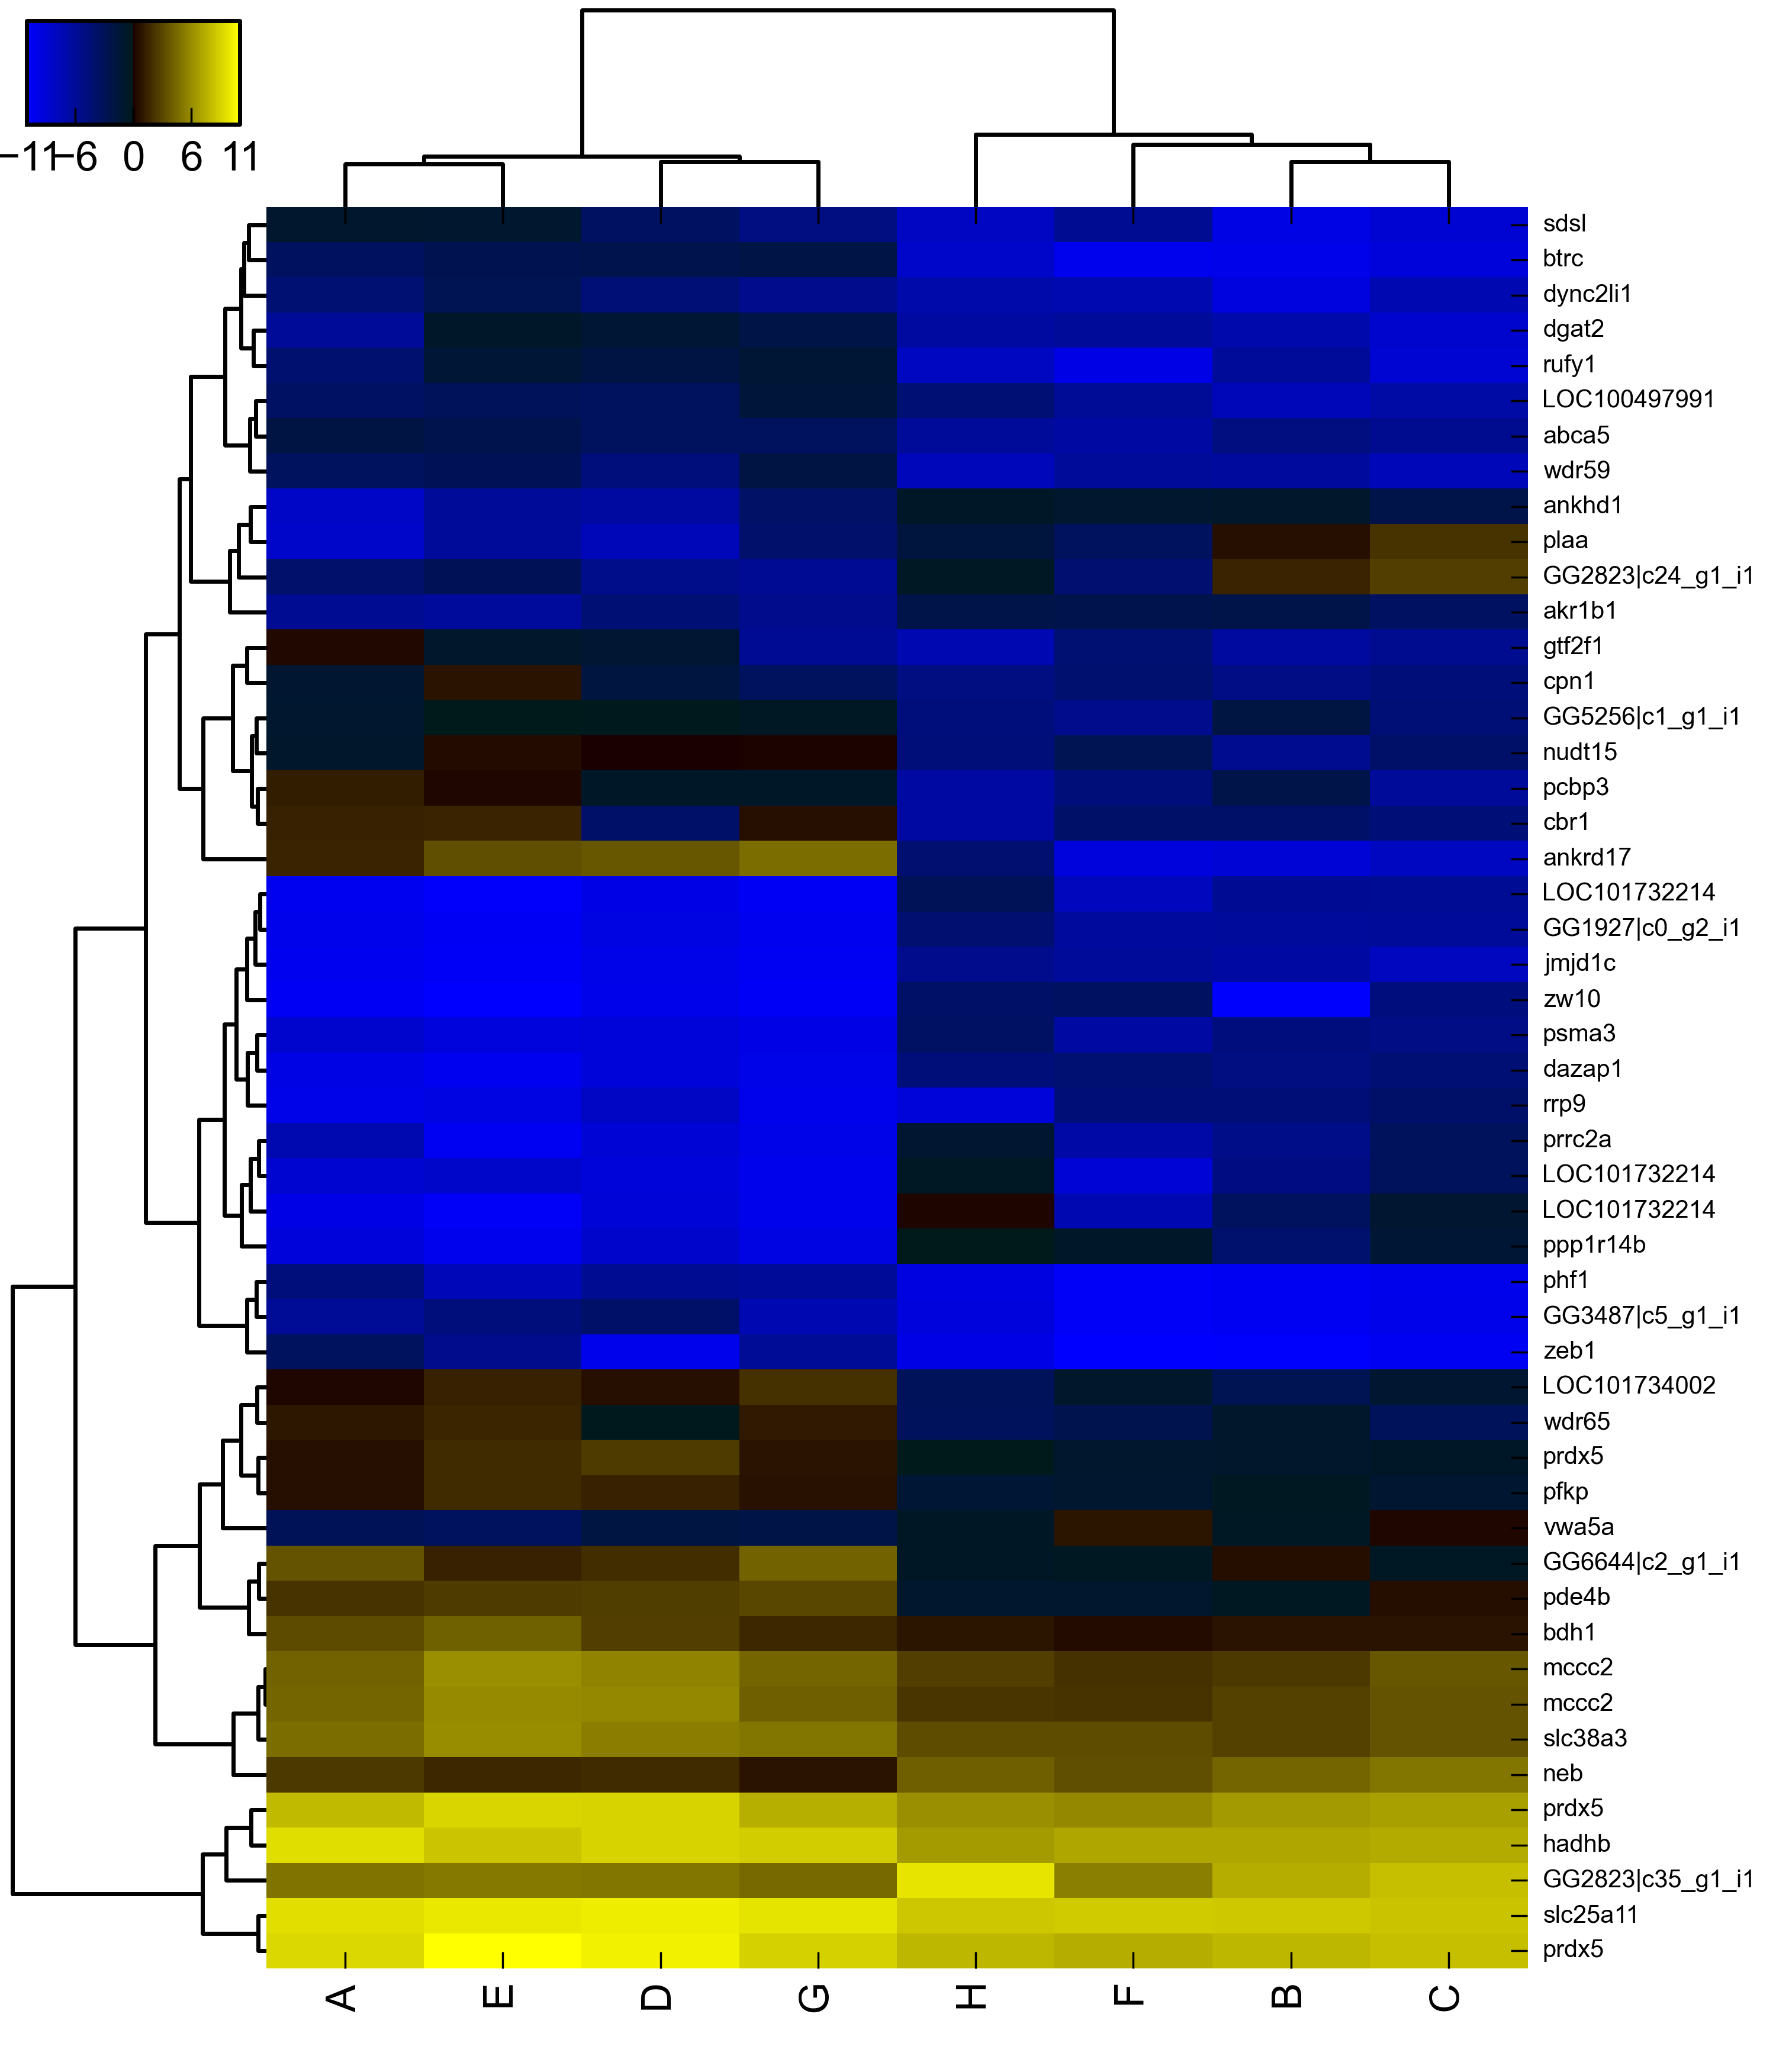 −11 −6 0 6 11
sdsl
btrc
dync2li1
dgat2
rufy1
LOC100497991
abca5
wdr59
ankhd1
plaa
GG2823|c24_g1_i1
akr1b1
gtf2f1
cpn1
GG5256|c1_g1_i1
nudt15
pcbp3
cbr1
ankrd17
LOC101732214
GG1927|c0_g2_i1
jmjd1c
zw10
psma3
dazap1
rrp9
prrc2a
LOC101732214
LOC101732214
ppp1r14b
phf1
GG3487|c5_g1_i1
zeb1
LOC101734002
wdr65
prdx5
pfkp
vwa5a
GG6644|c2_g1_i1
pde4b
bdh1
mccc2
mccc2
slc38a3
neb
prdx5
hadhb
GG2823|c35_g1_i1
slc25a11
prdx5
A E D G H F B C